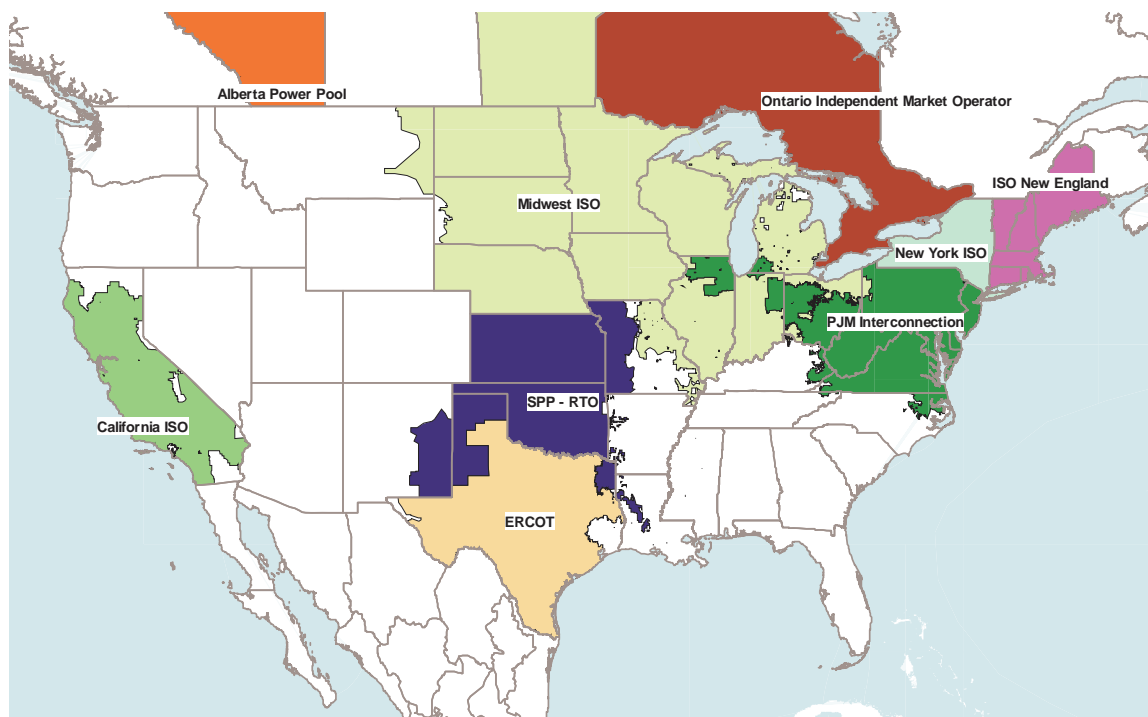 Alberta Power Pool
Ontario Independent Market Operator
ISO New England
Midwest ISO
New York ISO
PJM Interconnection
SPP - RTO
California ISO
ERCOT